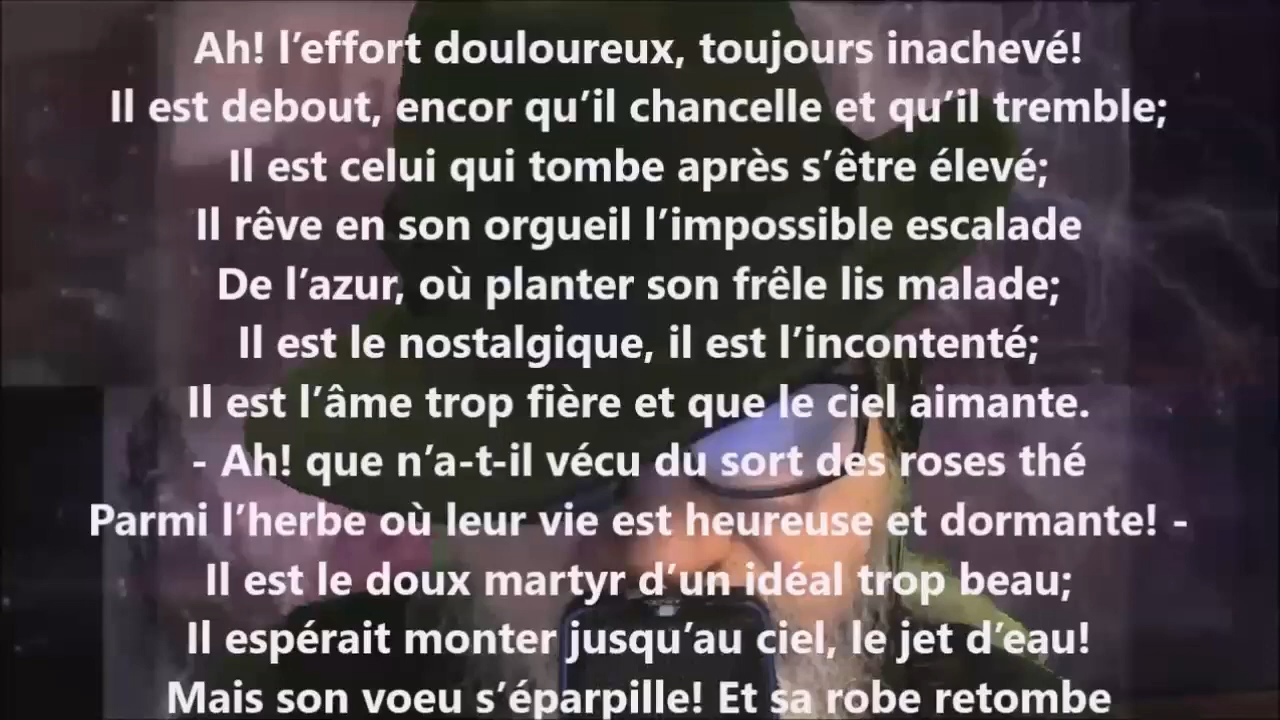 Ah! l’effort douloureux, toujours inachevé!
Il est debout, encor qu’il chancelle et qu’il tremble;
Il est celui qui tombe après s’être élevé;
Il rêve en son orgueil l’impossible escalade
De l’azur, où planter son frêle lis malade;
Il est le nostalgique, il est l’incontenté;
Il est l’âme trop fière et que le ciel aimante.
- Ah! que n’a-t-il vécu du sort des roses thé
Parmi l’herbe où leur vie est heureuse et dormante! -
Il est le doux martyr d’un idéal trop beau;
Il espérait monter jusqu’au ciel, le jet d’eau!
Mais son voeu s’éparpille! Et sa robe retombe